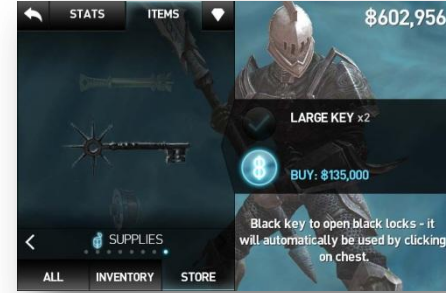 STATS ITEMS
฿602,956
LARGE KEY x2
BUY: ฿135,000
SUPPLIES
Black key to open black locks - it
will automatically be used by clicking
on chest.
ALL INVENTORY STORE